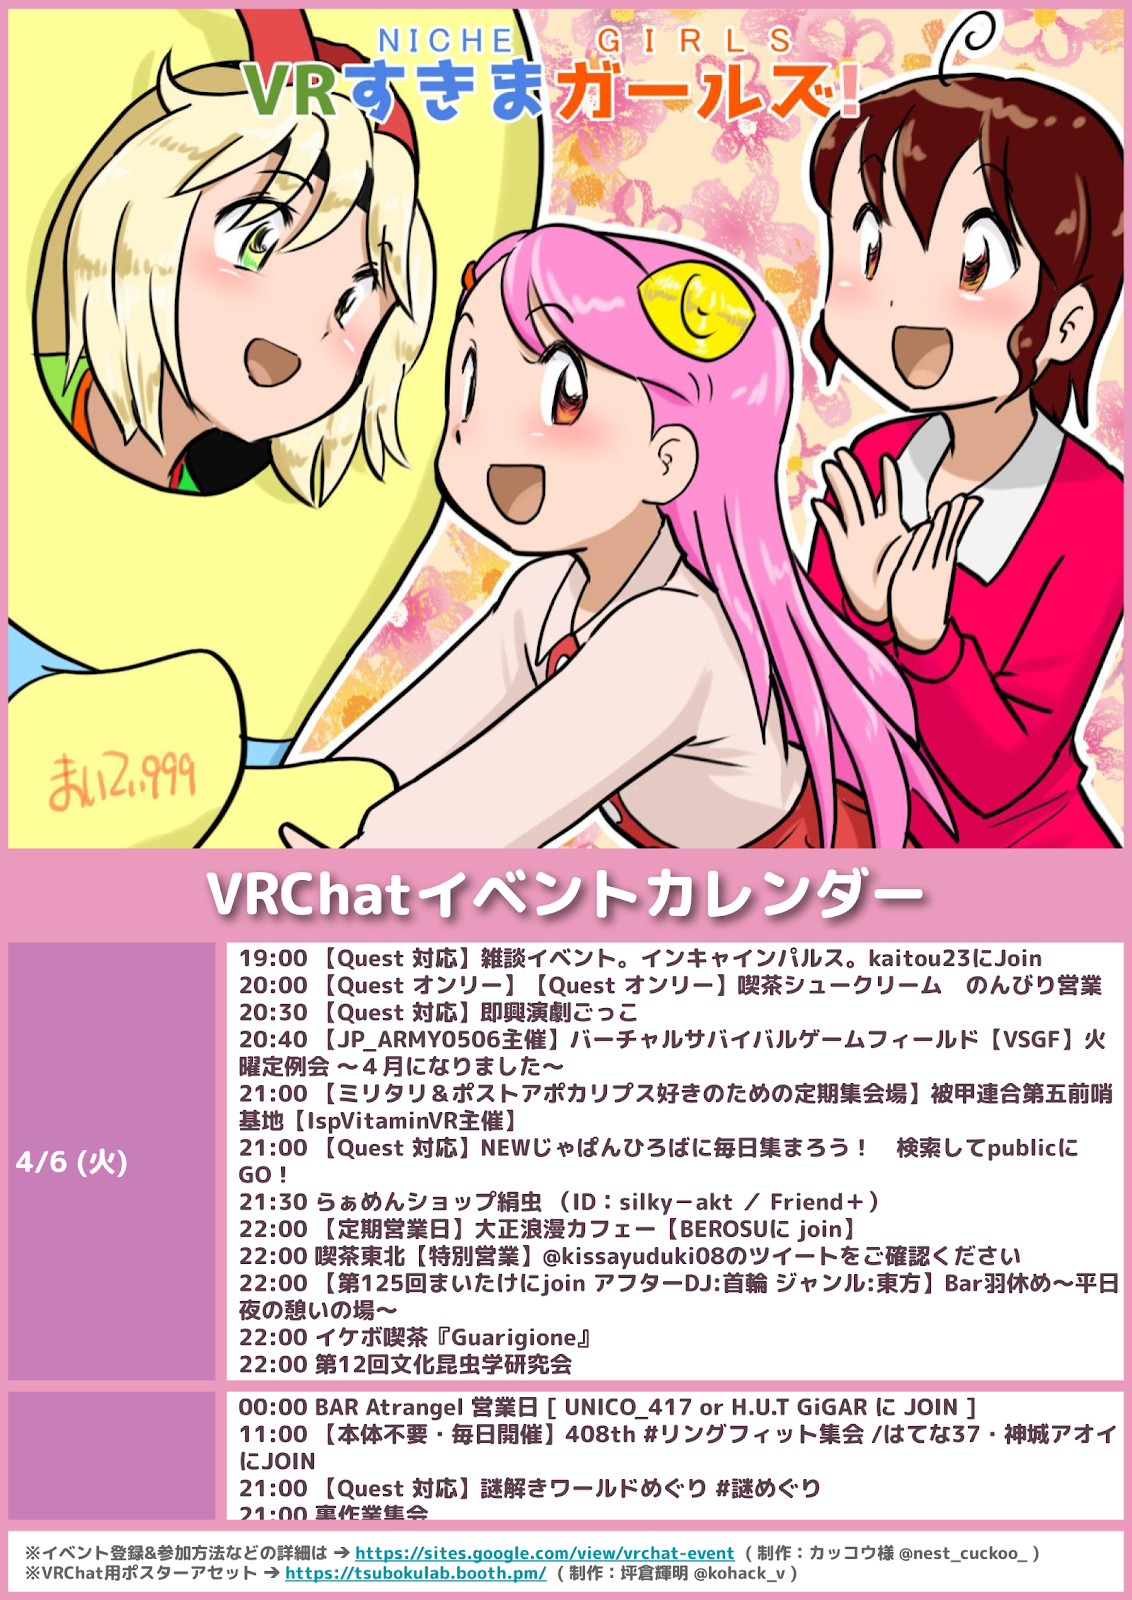 NICHE GIRLS
VRすきまガールズ!
まいてぃ999
VRChatイベントカレンダー
4/6 (火)
19:00 【Quest 対応】雑談イベント。インキャインパルス。kaitou23にJoin
20:00 【Quest オンリー】【Quest オンリー】喫茶シュークリーム　のんびり営業
20:30 【Quest 対応】即興演劇ごっこ
20:40 【JP_ARMY0506主催】バーチャルサバイバルゲームフィールド【VSGF】火
曜定例会 ～４月になりました～
21:00 【ミリタリ＆ポストアポカリプス好きのための定期集会場】被甲連合第五前哨
基地【IspVitaminVR主催】
21:00 【Quest 対応】NEWじゃぱんひろばに毎日集まろう！　検索してpublicに
GO！
21:30 らぁめんショップ絹虫 （ID：silky－akt ／ Friend＋）
22:00 【定期営業日】大正浪漫カフェー【BEROSUに join】
22:00 喫茶東北【特別営業】@kissayuduki08のツイートをご確認ください
22:00 【第125回まいたけにjoin アフターDJ:首輪 ジャンル:東方】Bar羽休め～平日
夜の憩いの場～
22:00 イケボ喫茶『Guarigione』
22:00 第12回文化昆虫学研究会
00:00 BAR Atrangel 営業日 [ UNICO_417 or H.U.T GiGAR に JOIN ]
11:00 【本体不要・毎日開催】408th #リングフィット集会 /はてな37・神城アオイ
にJOIN
21:00 【Quest 対応】謎解きワールドめぐり #謎めぐり
21:00 裏作業集会
※イベント登録&参加方法などの詳細は → https://sites.google.com/view/vrchat-event （ 制作：カッコウ様 @nest_cuckoo_ ）
※VRChat用ポスターアセット → https://tsubokulab.booth.pm/ （ 制作：坪倉輝明 @kohack_v ）